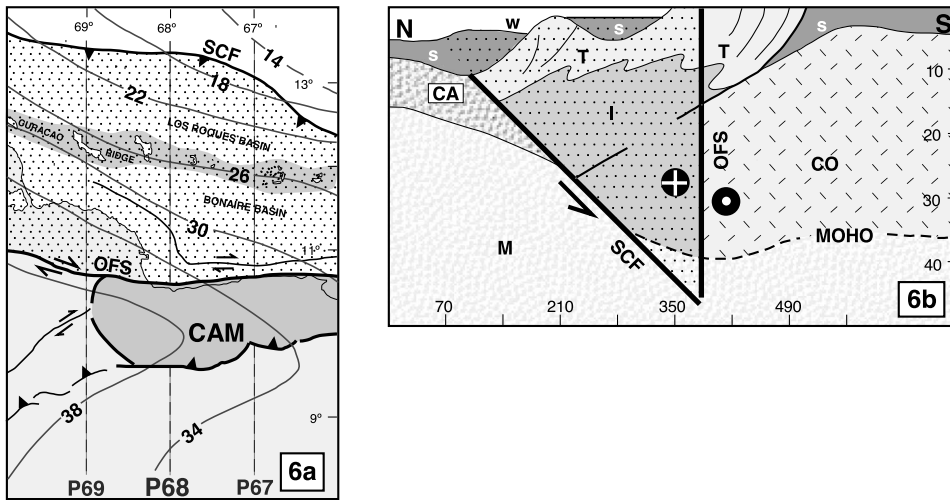 69° 68° 67°
SCF 14
18
13°
22
LOS ROQUES BASIN
CURACAO
RIDGE
26
BONAIRE BASIN
30
11°
OFS
CAM
38
34
9°
P69 P68 P67
6a
N w S
s s s
T T
10
CA
I
20
OFS
CO
30
MOHO
M
SCF
40
6b
70 210 350 490